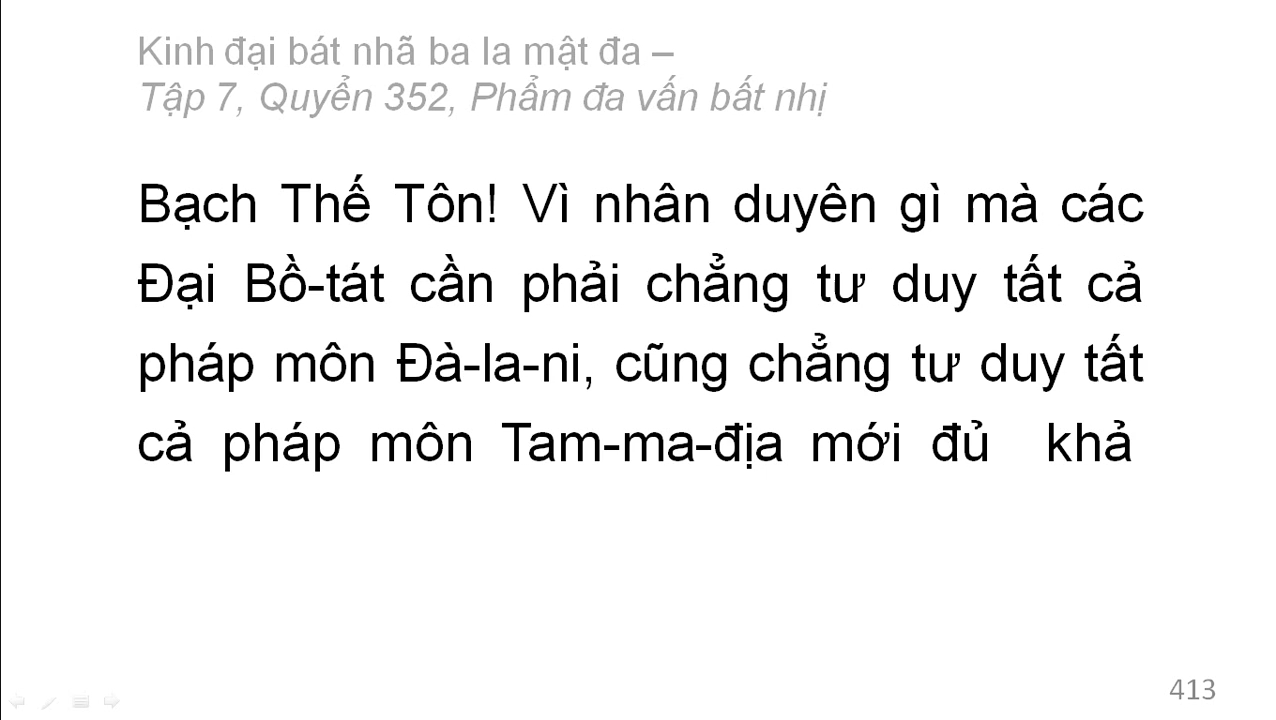 Kinh đại bát nhã ba la mật đa –
Tập 7, Quyển 352, Phẩm đa vấn bất nhị
Bạch Thế Tôn! Vì nhân duyên gì mà các
Đại Bồ-tát cần phải chẳng tư duy tất cả
pháp môn Đà-la-ni, cũng chẳng tư duy tất
cả pháp môn Tam-ma-địa mới đủ khả
413